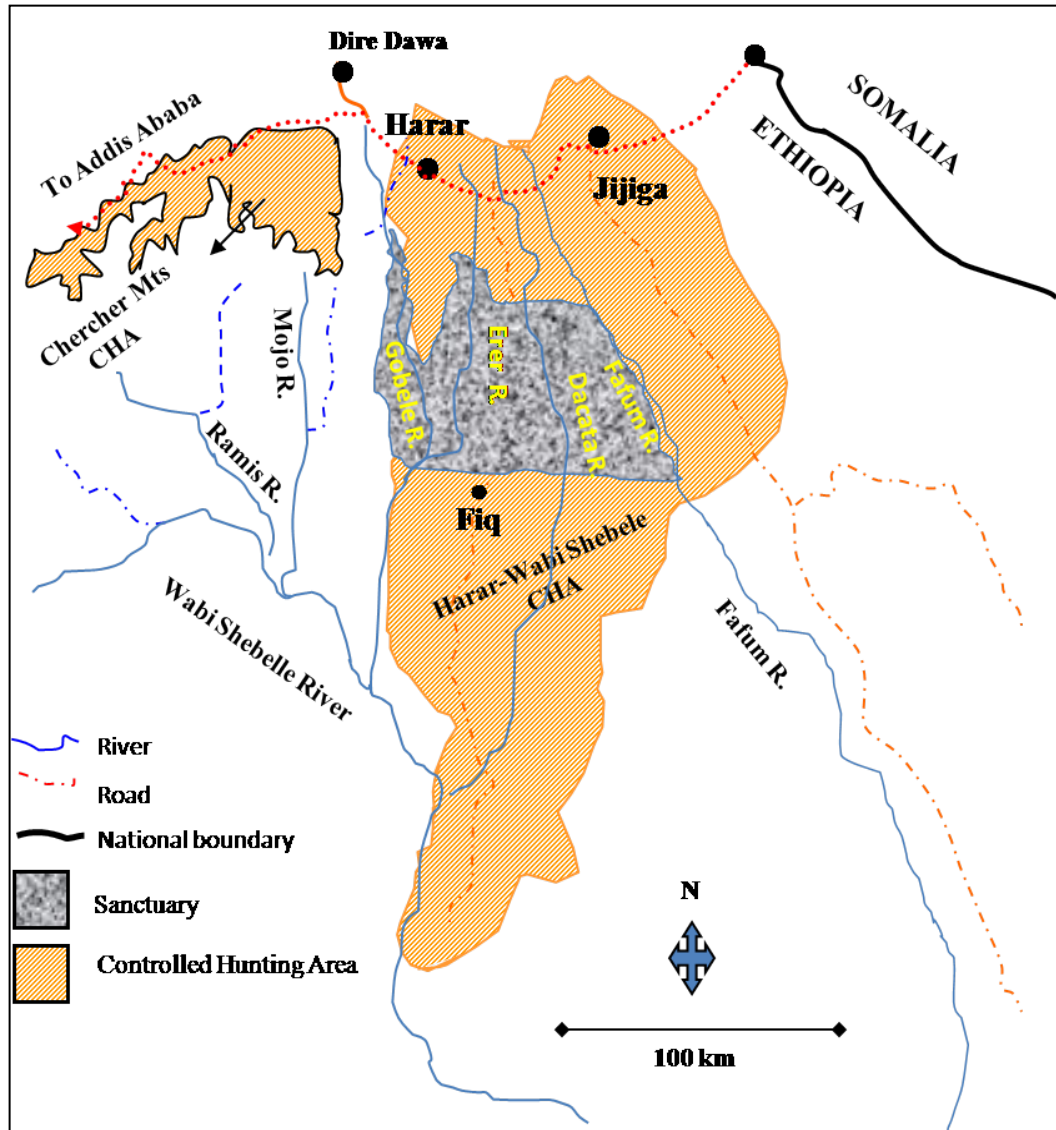 Dire Dawa
SOMALIA
ETHIOPIA
To Addis Ababa
Harar
Jijiga
Chercher Mts
CHA
Mojo R.
Ramis R.
Gobele R.
Erer R.
Dacata R.
Fafum R.
Fiq
Harar-Wabi Shebele
CHA
Wabi Shebelle River
Fafum R.
River
Road
National boundary
Sanctuary
Controlled Hunting Area
N
100 km